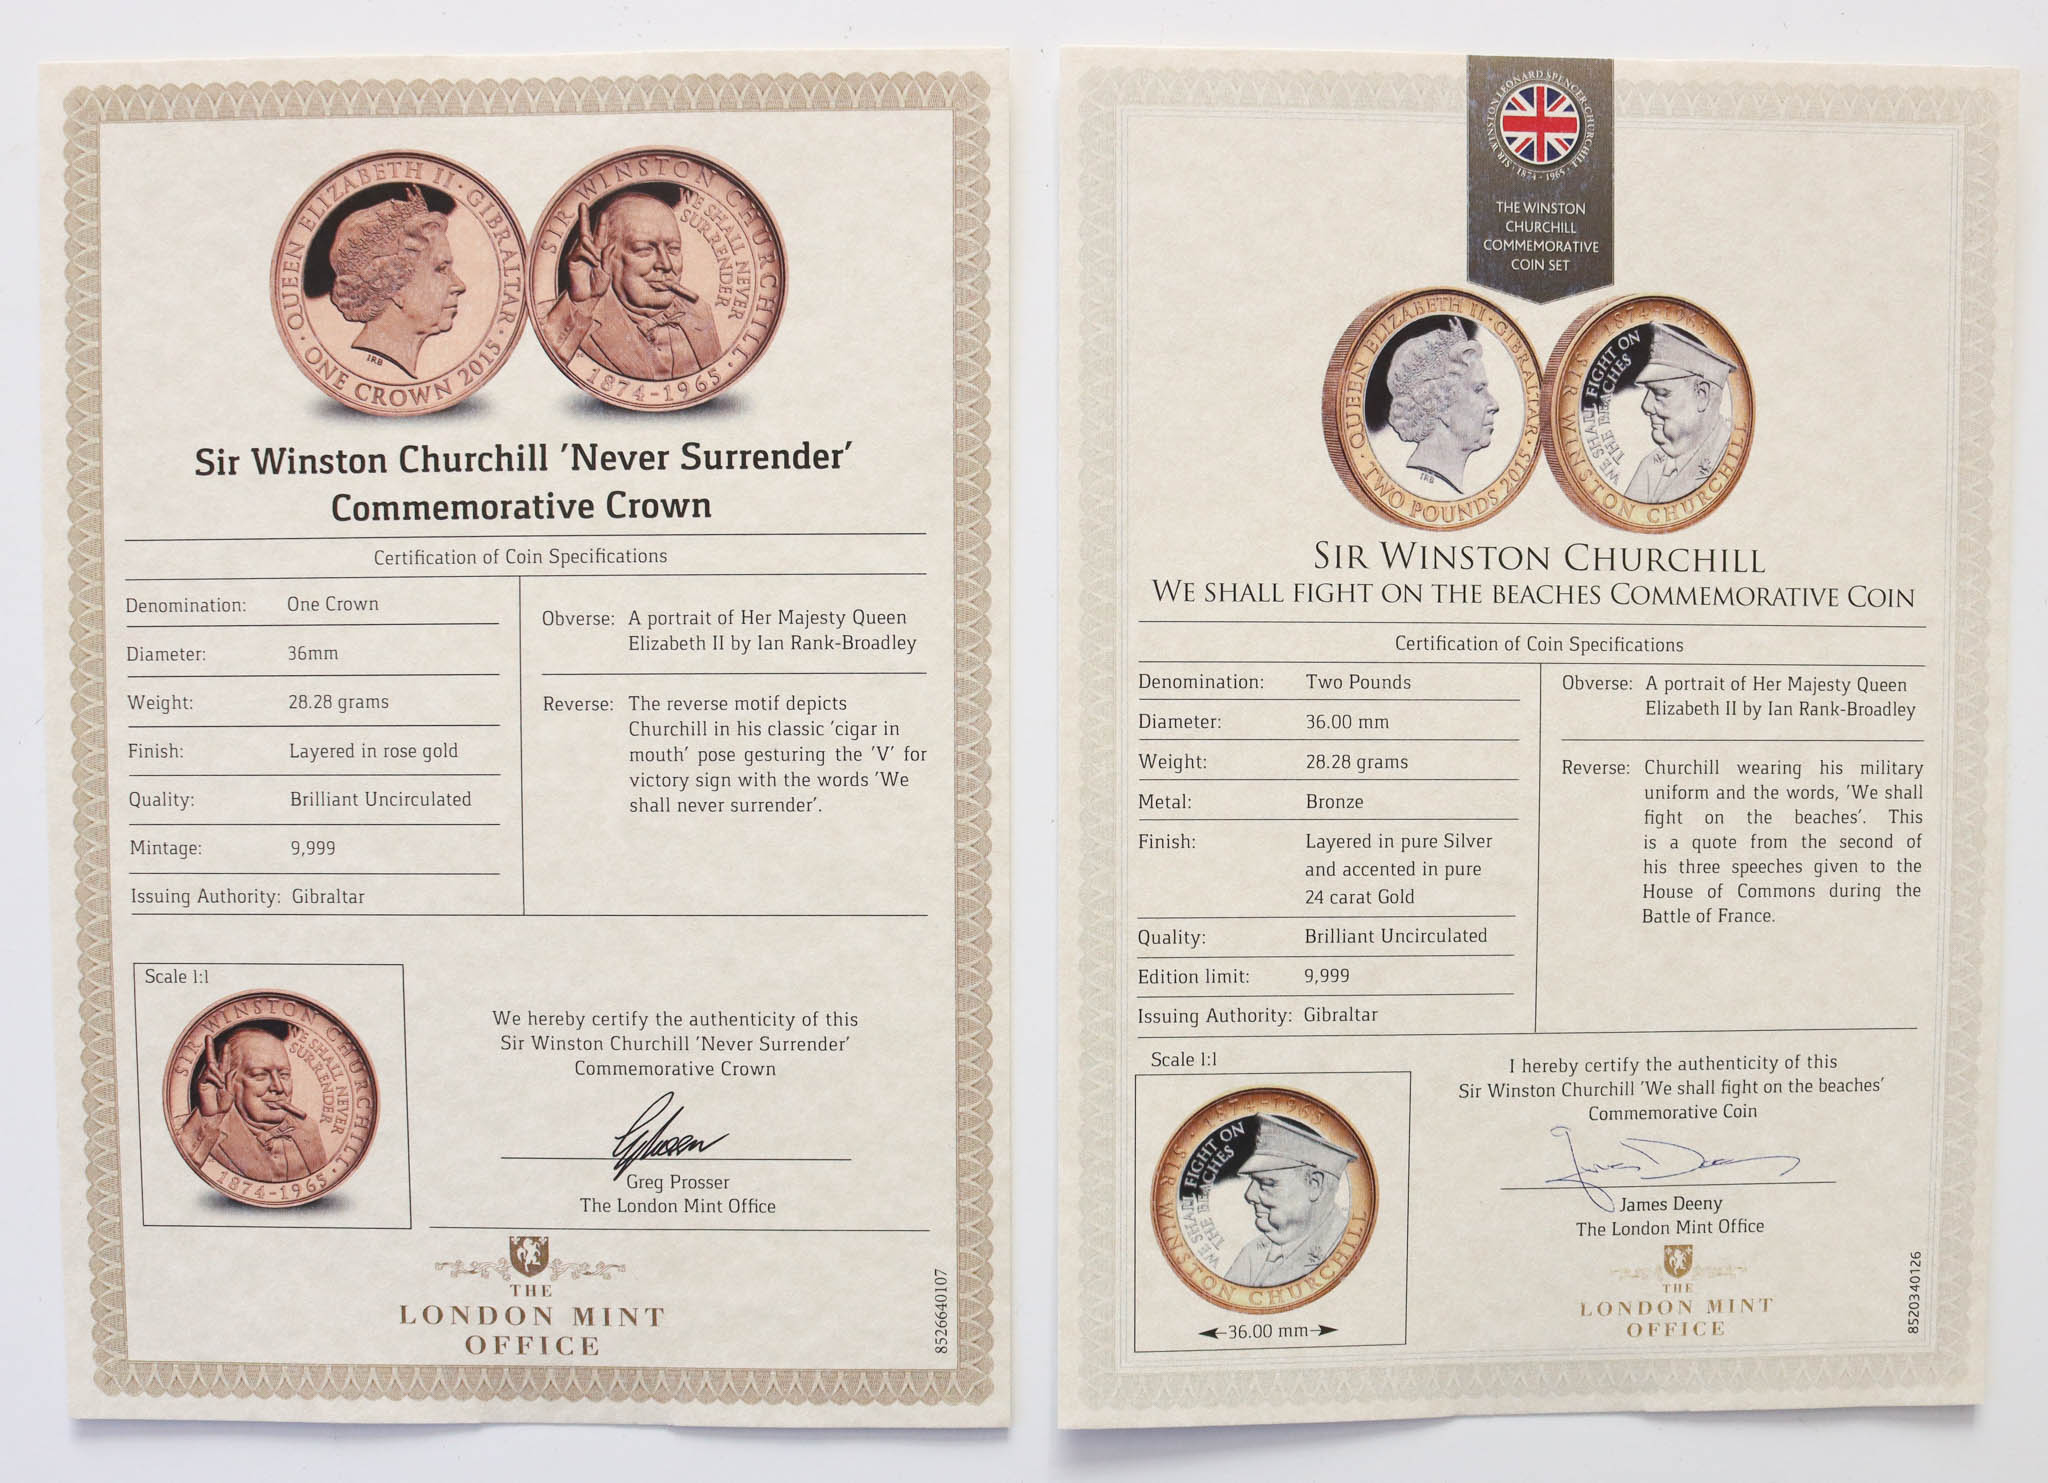 QUEEN ELIZABETH II · GIBRALTAR ·
· ONE CROWN 2015 ·
IRB
SIR WINSTON CHURCHILL ·
WE SHALL NEVER
SURRENDER
1874-1965
Sir Winston Churchill 'Never Surrender'
Commemorative Crown
Certification of Coin Specifications
Denomination: One Crown
Diameter: 36mm
Weight: 28.28 grams
Finish: Layered in rose gold
Quality: Brilliant Uncirculated
Mintage: 9,999
Issuing Authority: Gibraltar
Obverse: A portrait of Her Majesty Queen
Elizabeth II by Ian Rank-Broadley
Reverse: The reverse motif depicts
Churchill in his classic 'cigar in
mouth' pose gesturing the 'V' for
victory sign with the words 'We
shall never surrender'.
Scale 1:1
SIR WINSTON CHURCHILL ·
WE SHALL NEVER
SURRENDER
1874-1965
We hereby certify the authenticity of this
Sir Winston Churchill 'Never Surrender'
Commemorative Crown
Greg Prosser
The London Mint Office
THE
LONDON MINT
OFFICE
8526640107
SIR WINSTON LEONARD SPENCER-CHURCHILL
· 1874 - 1965 ·
THE WINSTON
CHURCHILL
COMMEMORATIVE
COIN SET
QUEEN ELIZABETH II · GIBRALTAR ·
· TWO POUNDS 2015 ·
IRB
· 1874-1965
SIR WINSTON CHURCHILL
WE SHALL FIGHT ON
THE BEACHES
SIR WINSTON CHURCHILL
WE SHALL FIGHT ON THE BEACHES COMMEMORATIVE COIN
Certification of Coin Specifications
Denomination: Two Pounds
Diameter: 36.00 mm
Weight: 28.28 grams
Metal: Bronze
Finish: Layered in pure Silver
and accented in pure
24 carat Gold
Quality: Brilliant Uncirculated
Edition limit: 9,999
Issuing Authority: Gibraltar
Obverse: A portrait of Her Majesty Queen
Elizabeth II by Ian Rank-Broadley
Reverse: Churchill wearing his military
uniform and the words, 'We shall
fight on the beaches'. This
is a quote from the second of
his three speeches given to the
House of Commons during the
Battle of France.
Scale 1:1
· 1874-1965
SIR WINSTON CHURCHILL
WE SHALL FIGHT ON
THE BEACHES
36.00 mm
I hereby certify the authenticity of this
Sir Winston Churchill 'We shall fight on the beaches'
Commemorative Coin
James Deeny
James Deeny
The London Mint Office
THE
LONDON MINT
OFFICE
8520340126